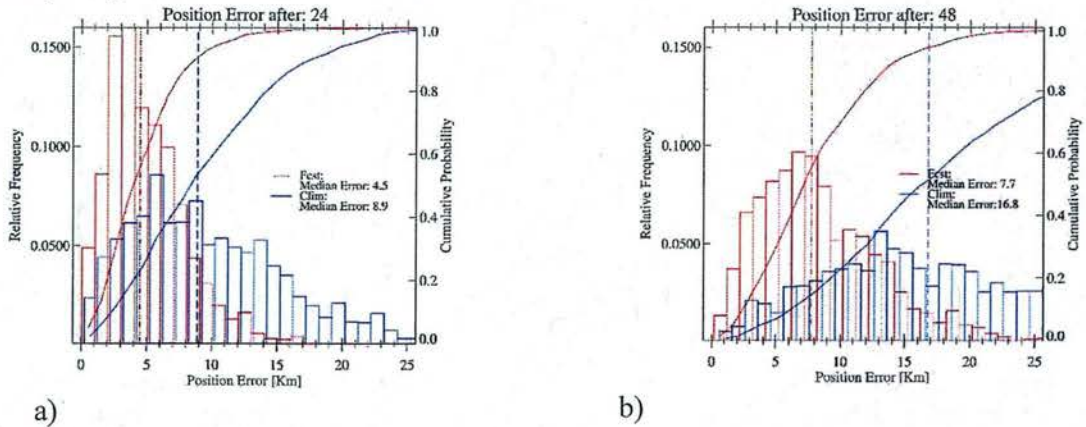 Position Error after: 24
0.1500
0.1000
0.0500
Relative Frequency
1.0
0.8
0.6
0.4
0.2
0.0
Cumulative Probability
Fcst:
Median Error: 4.5
Clim:
Median Error: 8.9
0 5 10 15 20 25
Position Error [Km]
a)
Position Error after: 48
0.1500
0.1000
0.0500
Relative Frequency
1.0
0.8
0.6
0.4
0.2
0.0
Cumulative Probability
Fcst:
Median Error: 7.7
Clim:
Median Error:16.8
0 5 10 15 20 25
Position Error [Km]
b)